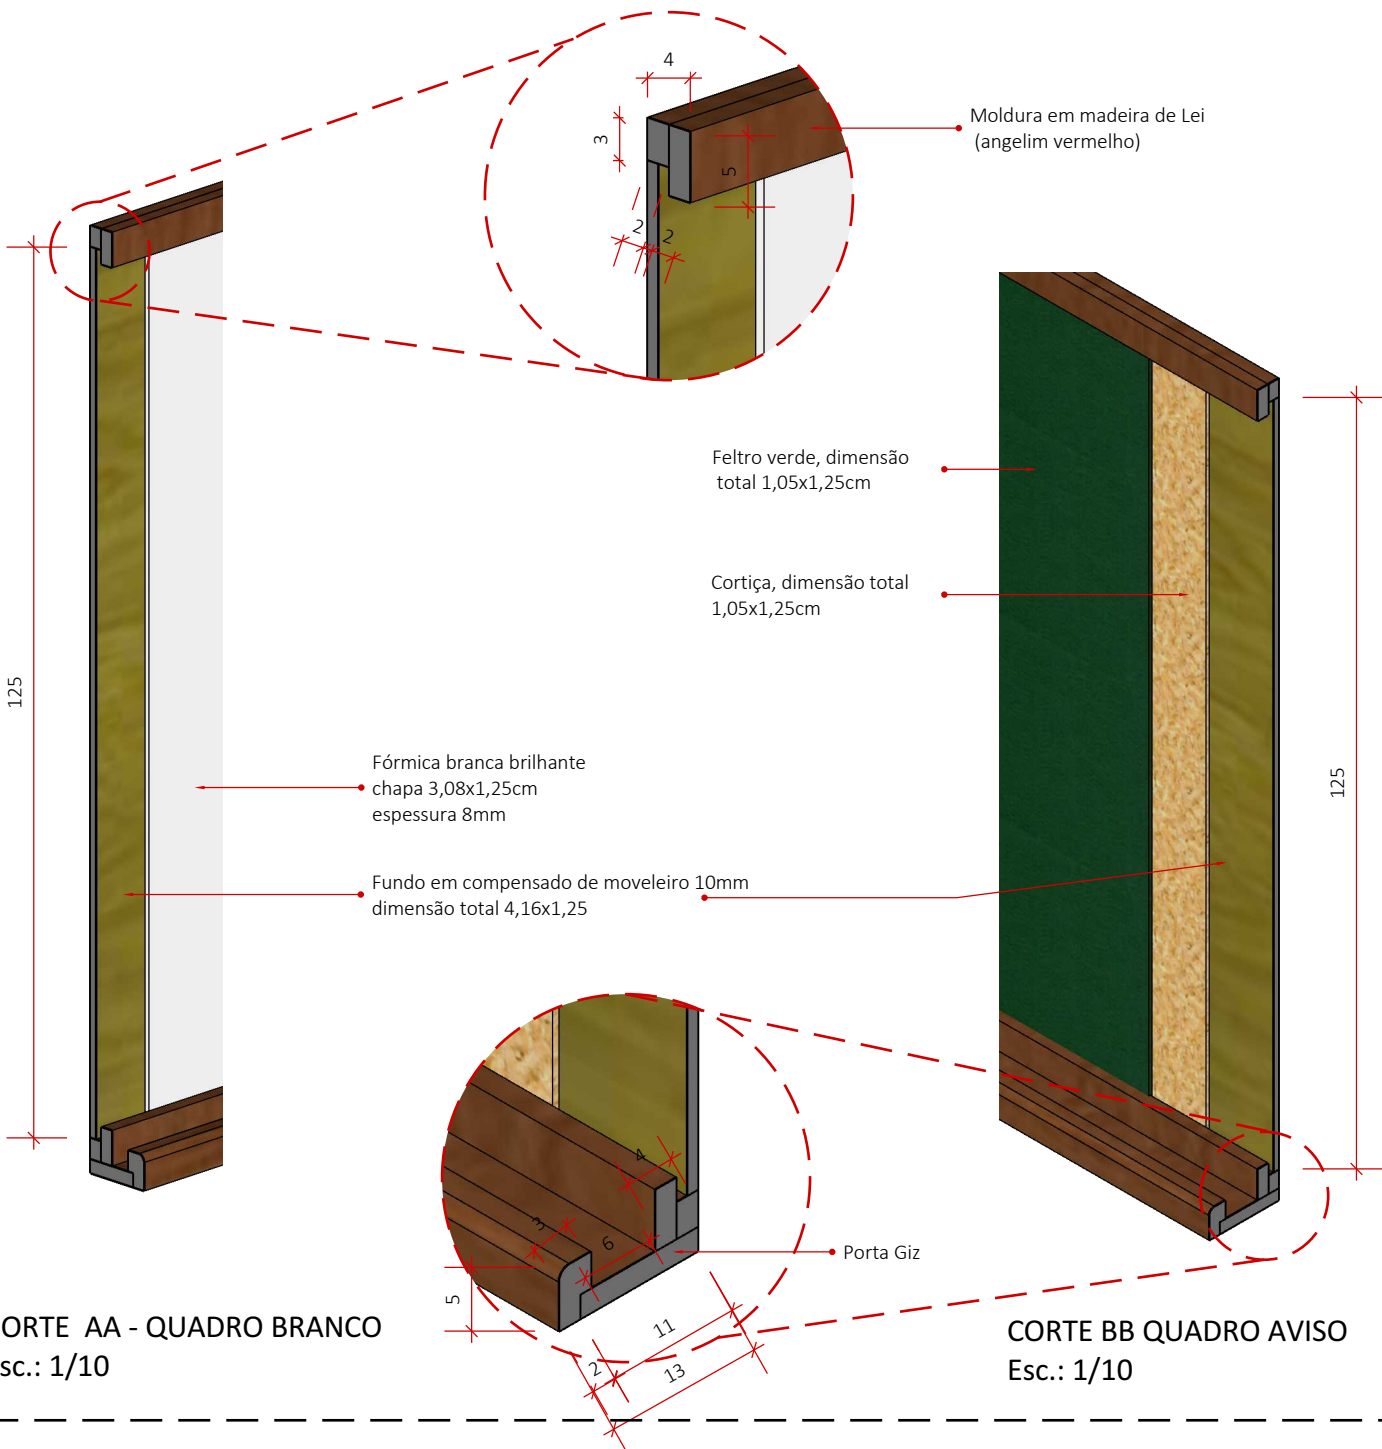 4
3
5
2
2
Moldura em madeira de Lei
(angelim vermelho)
125
Feltro verde, dimensão
total 1,05x1,25cm
Cortiça, dimensão total
1,05x1,25cm
125
Fórmica branca brilhante
chapa 3,08x1,25cm
espessura 8mm
Fundo em compensado de moveleiro 10mm
dimensão total 4,16x1,25
4
3
6
5
Porta Giz
11
2
13
ORTE AA - QUADRO BRANCO
sc.: 1/10
CORTE BB QUADRO AVISO
Esc.: 1/10